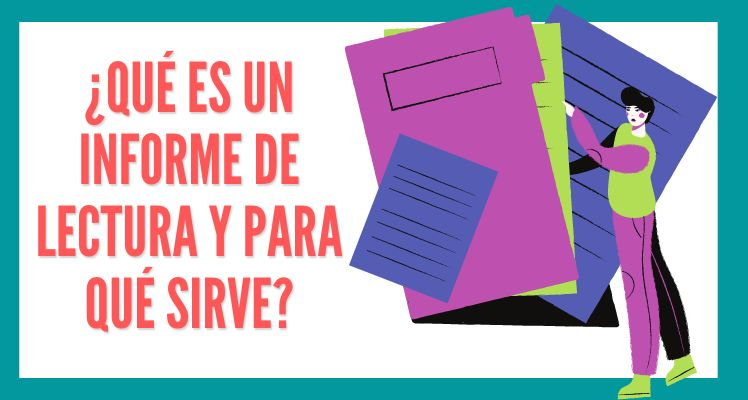 ¿QUÉ ES UN
INFORME DE
LECTURA Y PARA
QUÉ SIRVE?